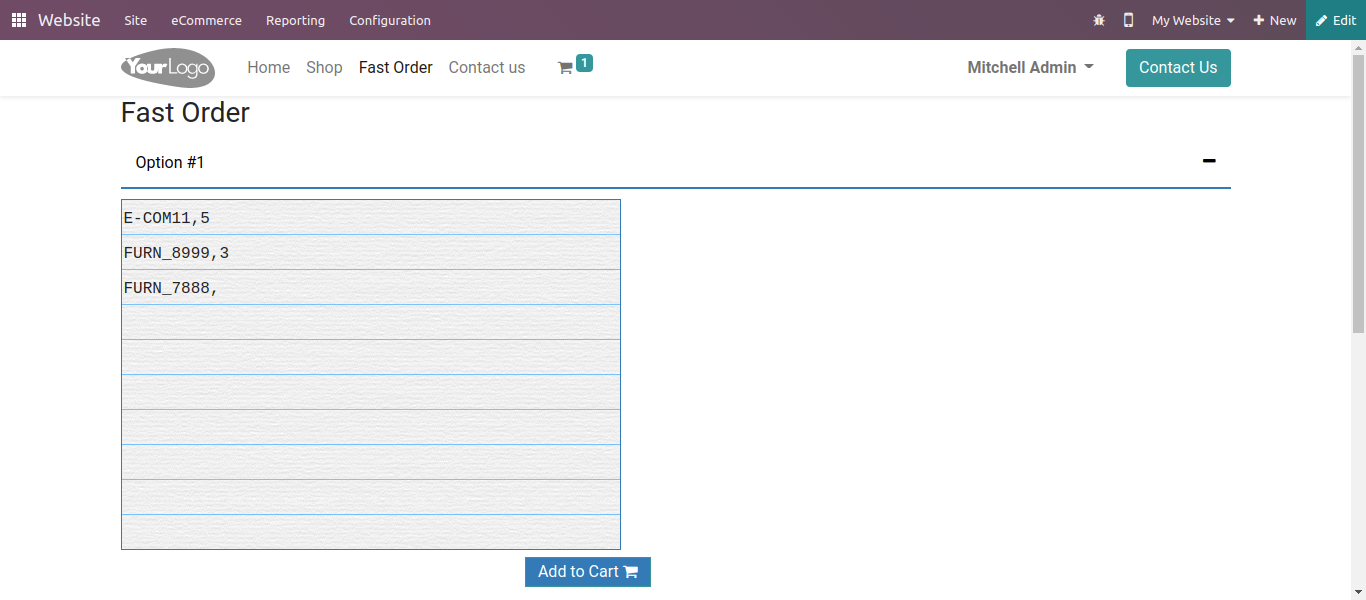 Website Site eCommerce Reporting Configuration My Website New Edit
YourLogo Home Shop Fast Order Contact us 1 Mitchell Admin Contact Us
Fast Order
Option #1
E-COM11,5
FURN_8999,3
FURN_7888,
Add to Cart